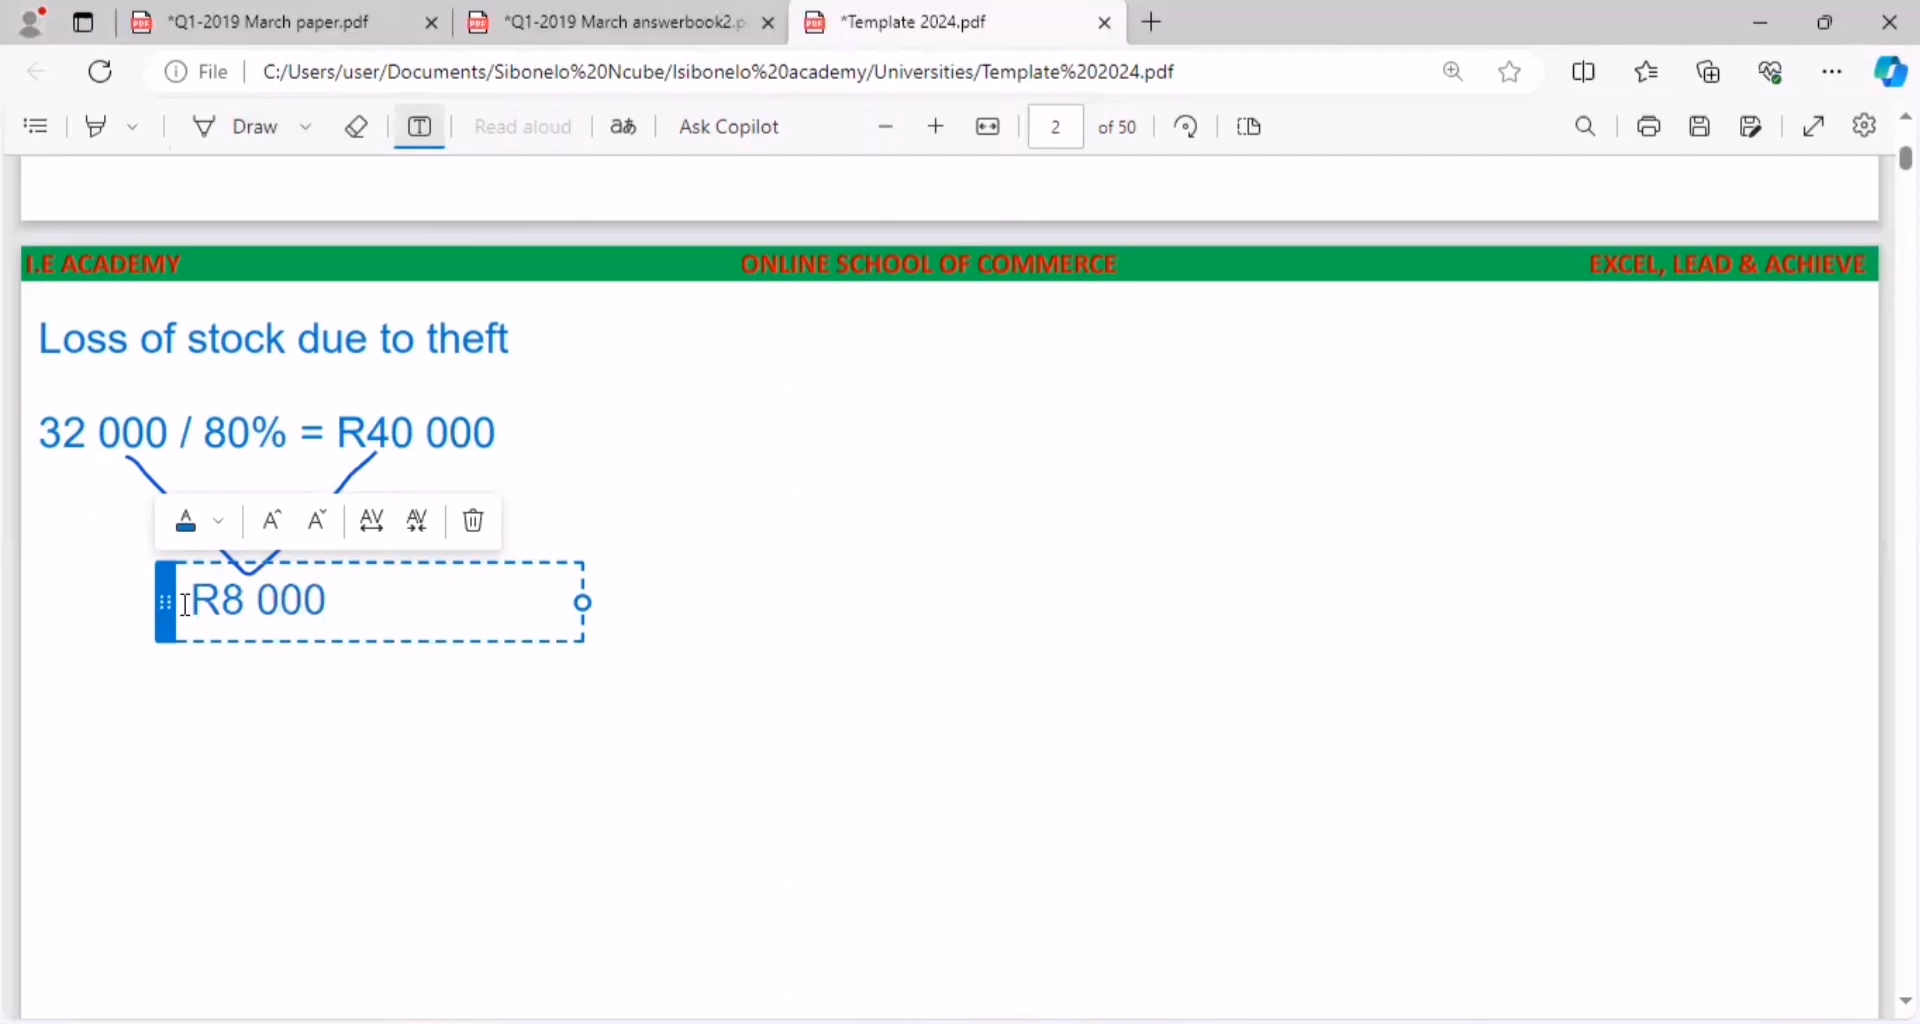 *Q1-2019 March paper.pdf
*Q1-2019 March answerbook2.p
*Template 2024.pdf
File
C:/Users/user/Documents/Sibonelo%20Ncube/Isibonelo%20academy/Universities/Template%202024.pdf
Draw
Read aloud
aあ
Ask Copilot
2 of 50
I.E ACADEMY ONLINE SCHOOL OF COMMERCE EXCEL, LEAD & ACHIEVE
Loss of stock due to theft
32 000 / 80% = R40 000
R8 000